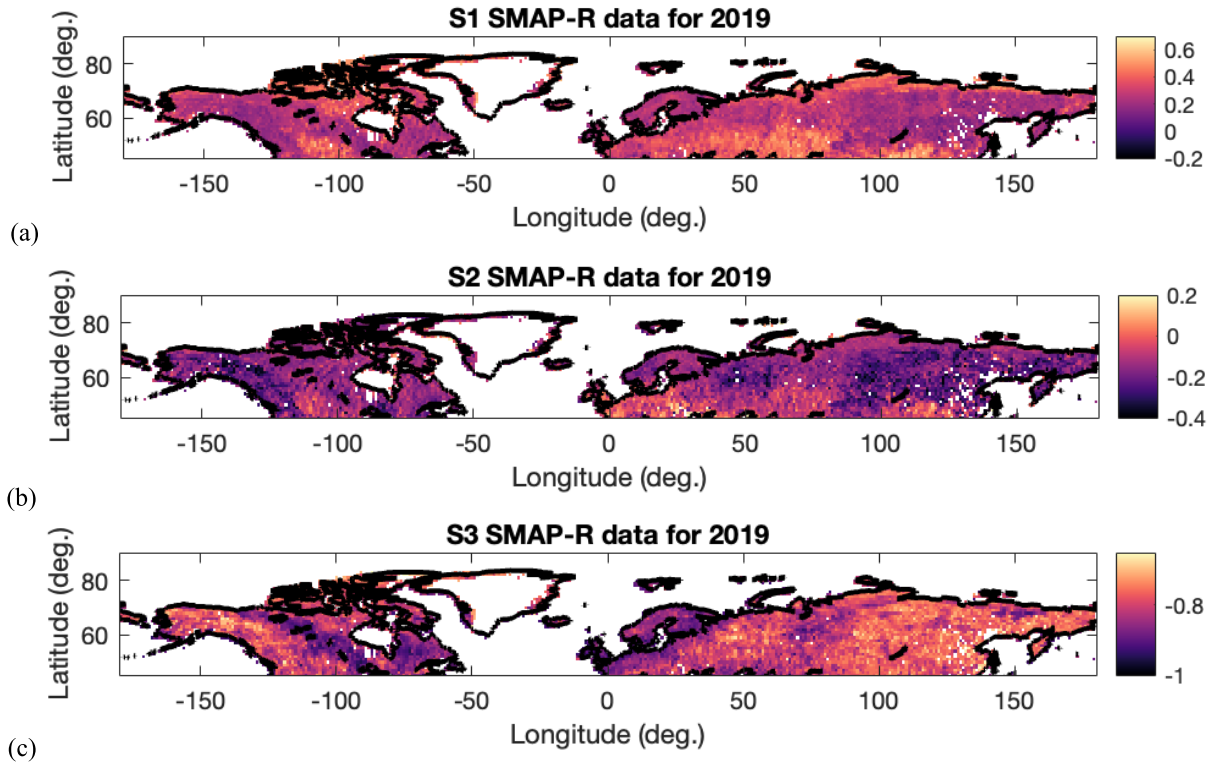 S1 SMAP-R data for 2019
Latitude (deg.)
80
60
-150 -100 -50 0 50 100 150
Longitude (deg.)
0.6
0.4
0.2
0
-0.2
(a)
S2 SMAP-R data for 2019
Latitude (deg.)
80
60
-150 -100 -50 0 50 100 150
Longitude (deg.)
0.2
0
-0.2
-0.4
(b)
S3 SMAP-R data for 2019
Latitude (deg.)
80
60
-150 -100 -50 0 50 100 150
Longitude (deg.)
-0.8
-1
(c)